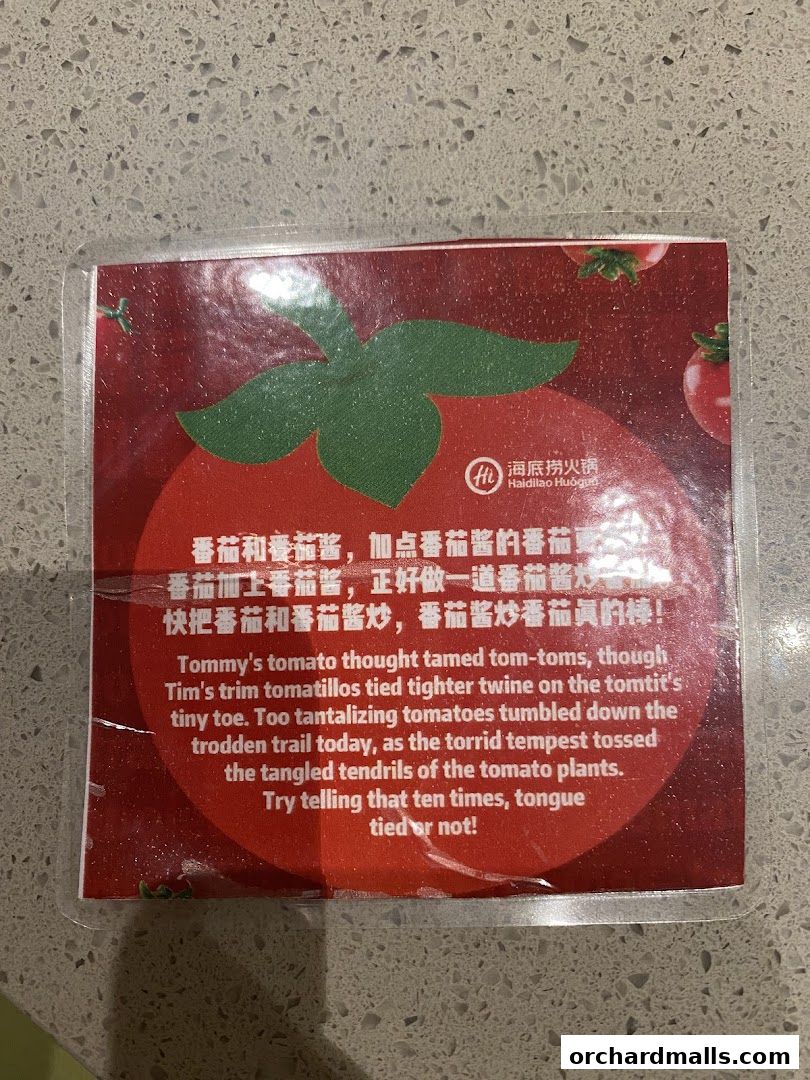 Hi 海底捞火锅
Haidilao Huoguo
番茄和番茄酱，加点番茄酱的番茄
番茄加上番茄酱，正好做一道番茄酱炒
快把番茄和番茄酱炒，番茄酱炒番茄真的棒！
Tommy's tomato thought tamed tom-toms, though
Tim's trim tomatillos tied tighter twine on the tomtit's
tiny toe. Too tantalizing tomatoes tumbled down the
trodden trail today, as the torrid tempest tossed
the tangled tendrils of the tomato plants.
Try telling that ten times, tongue
tied or not!
orchardmalls.com